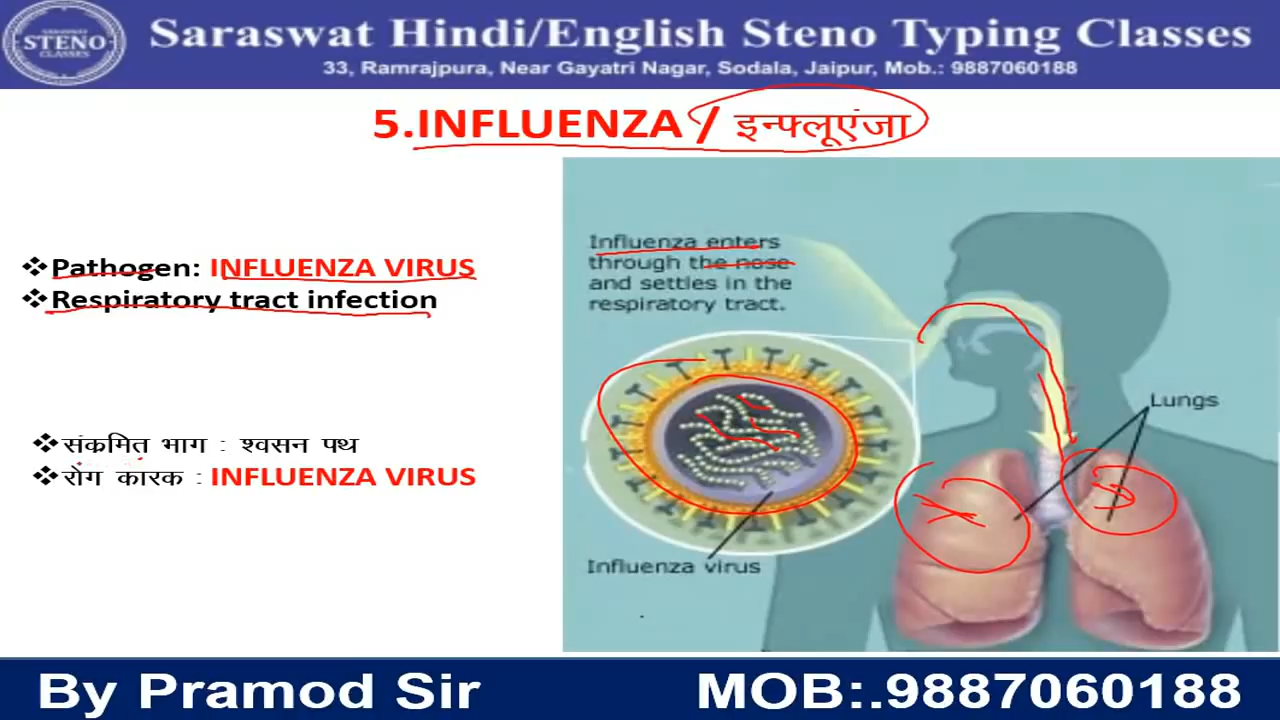 STENO
CLASSES
Saraswat Hindi/English Steno Typing Classes
33, Ramrajpura, Near Gayatri Nagar, Sodala, Jaipur, Mob.: 9887060188
5.INFLUENZA / इन्फ्लूएंजा
❖Pathogen: INFLUENZA VIRUS
❖Respiratory tract infection
❖संकमित भाग : श्वसन पथ
❖रोग कारक : INFLUENZA VIRUS
Influenza enters
through the nose
and settles in the
respiratory tract.
Lungs
Influenza virus
By Pramod Sir
MOB:.9887060188